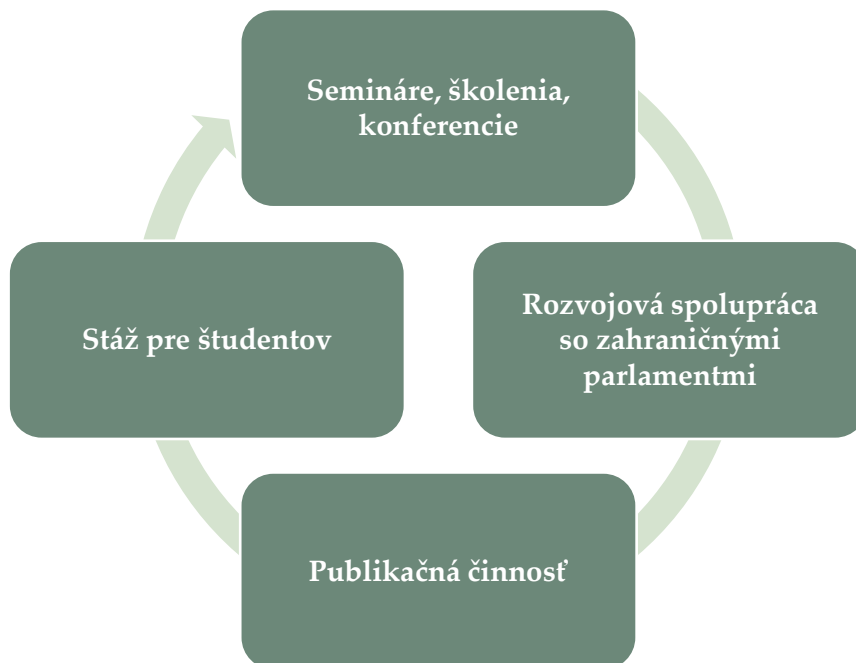 Semináre, školenia,
konferencie
Rozvojová spolupráca
so zahraničnými
parlamentmi
Stáž pre študentov
Publikačná činnosť